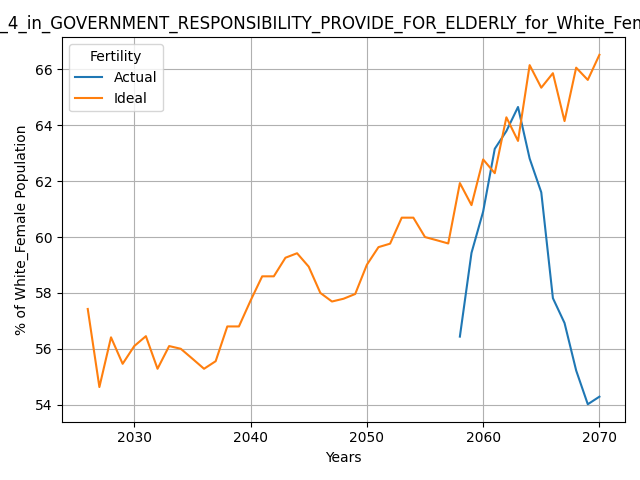 _4_in_GOVERNMENT_RESPONSIBILITY_PROVIDE_FOR_ELDERLY_for_White_Fem
Fertility
Actual
Ideal
66
64
62
60
58
56
54
% of White_Female Population
2030 2040 2050 2060 2070
Years